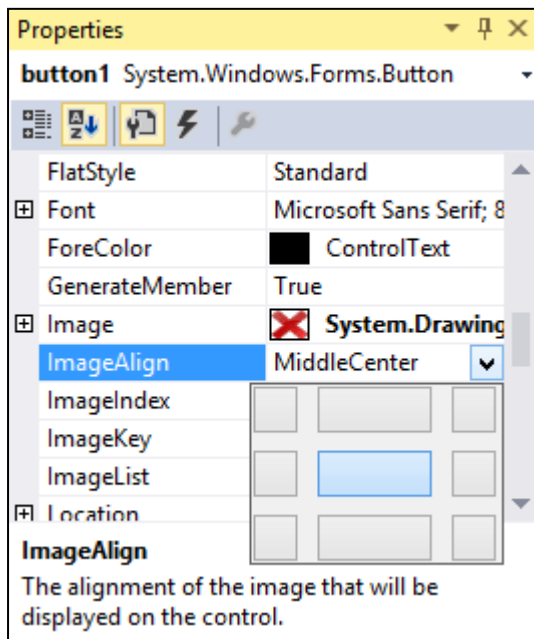 Properties
button1 System.Windows.Forms.Button
FlatStyle Standard
Font Microsoft Sans Serif; 8
ForeColor ControlText
GenerateMember True
Image System.Drawing
ImageAlign MiddleCenter
ImageIndex
ImageKey
ImageList
Location
ImageAlign
The alignment of the image that will be
displayed on the control.